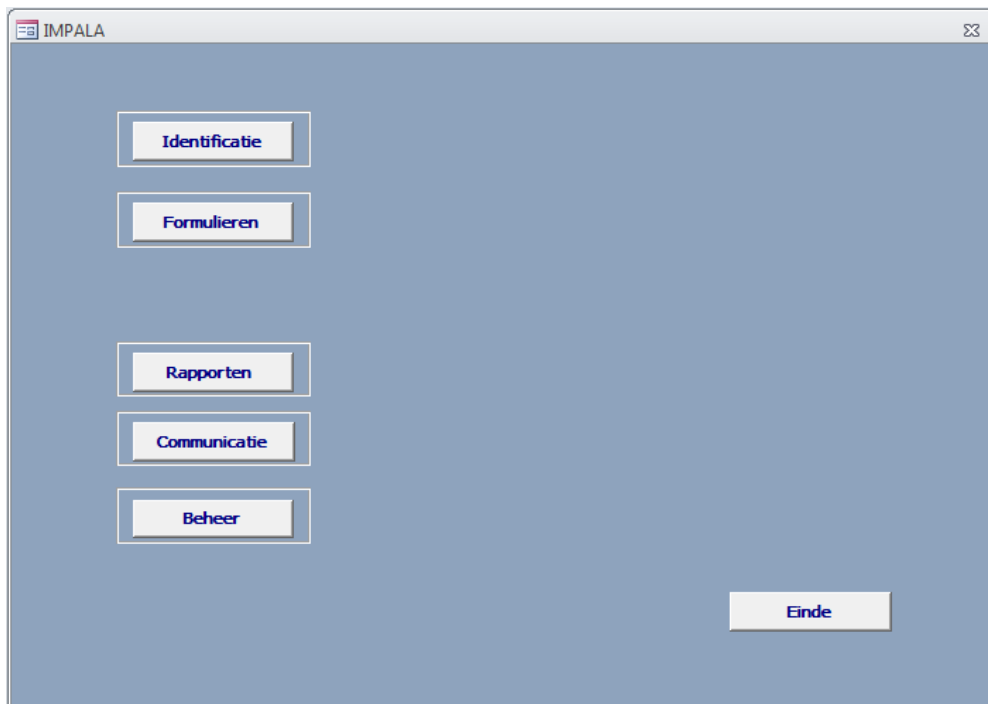 IMPALA
Identificatie
Formulieren
Rapporten
Communicatie
Beheer
Einde